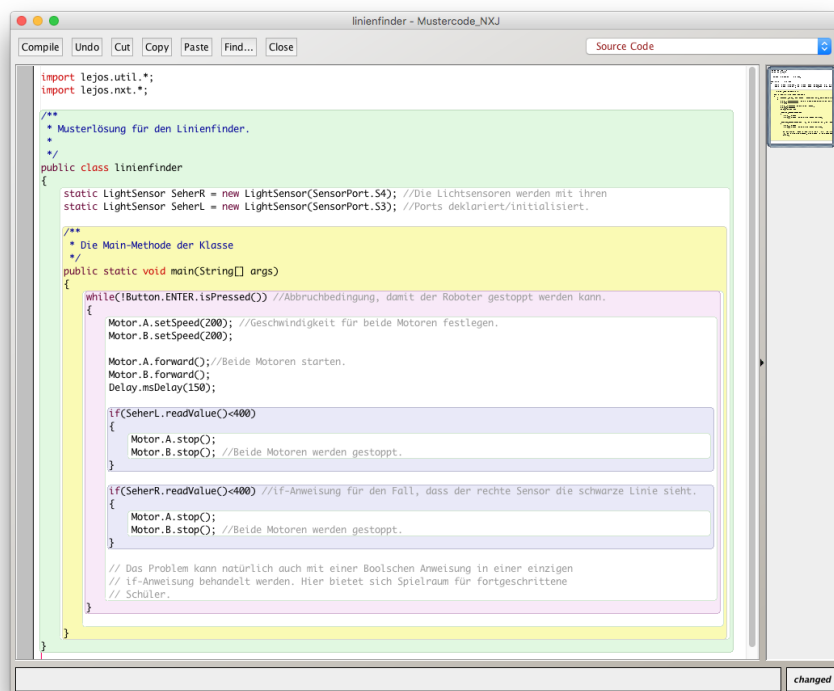 linienfinder - Mustercode_NXJ
Compile Undo Cut Copy Paste Find... Close Source Code
import lejos.util.*;
import lejos.nxt.*;
/**
* Musterlösung für den Linienfinder.
*
*/
public class linienfinder
{
static LightSensor SeherR = new LightSensor(SensorPort.S4); //Die Lichtsensoren werden mit ihren
static LightSensor SeherL = new LightSensor(SensorPort.S3); //Ports deklariert/initialisiert.
/**
* Die Main-Methode der Klasse
*/
public static void main(String[] args)
{
while(!Button.ENTER.isPressed()) //Abbruchbedingung, damit der Roboter gestoppt werden kann.
{
Motor.A.setSpeed(200); //Geschwindigkeit für beide Motoren festlegen.
Motor.B.setSpeed(200);
Motor.A.forward();//Beide Motoren starten.
Motor.B.forward();
Delay.msDelay(150);
if(SeherL.readValue()<400)
{
Motor.A.stop();
Motor.B.stop(); //Beide Motoren werden gestoppt.
}
if(SeherR.readValue()<400) //if-Anweisung für den Fall, dass der rechte Sensor die schwarze Linie sieht.
{
Motor.A.stop();
Motor.B.stop(); //Beide Motoren werden gestoppt.
}
// Das Problem kann natürlich auch mit einer Boolschen Anweisung in einer einzigen
// if-Anweisung behandelt werden. Hier bietet sich Spielraum für fortgeschrittene
// Schüler.
}
}
}
changed